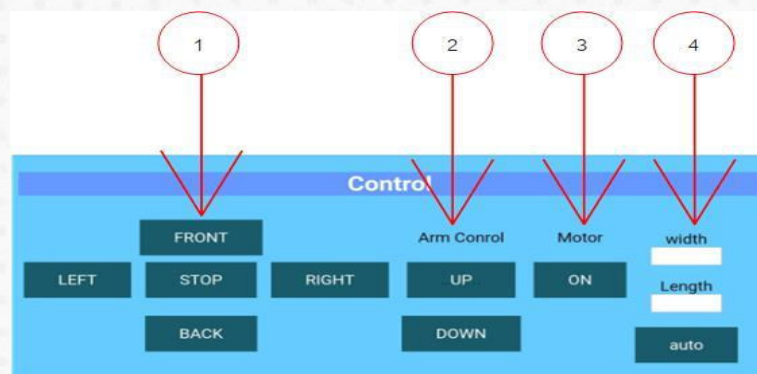 1 2 3 4
Control
FRONT Arm Conrol Motor width
LEFT STOP RIGHT UP ON
Length
BACK DOWN auto